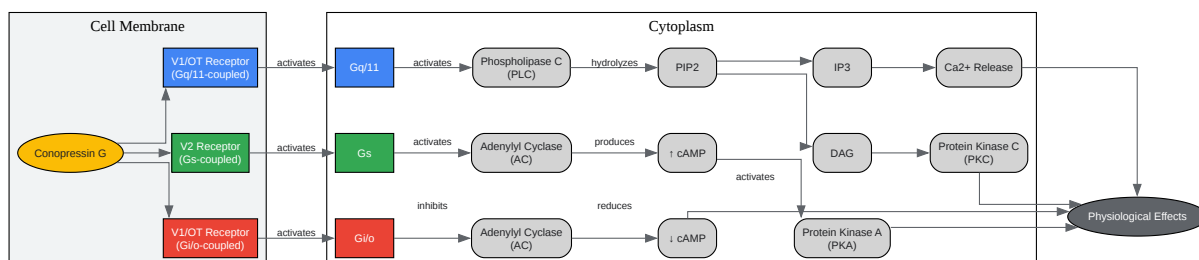 Cell Membrane
Cytoplasm
V1/OT Receptor
(Gq/11-coupled)
activates
Gq/11
activates
Phospholipase C
(PLC)
hydrolyzes
PIP2
IP3
Ca2+ Release
Conopressin G
V2 Receptor
(Gs-coupled)
activates
Gs
activates
Adenylyl Cyclase
(AC)
produces
↑ cAMP
activates
DAG
Protein Kinase C
(PKC)
V1/OT Receptor
(Gi/o-coupled)
activates
Gi/o
inhibits
Adenylyl Cyclase
(AC)
reduces
↓ cAMP
Protein Kinase A
(PKA)
Physiological Effects